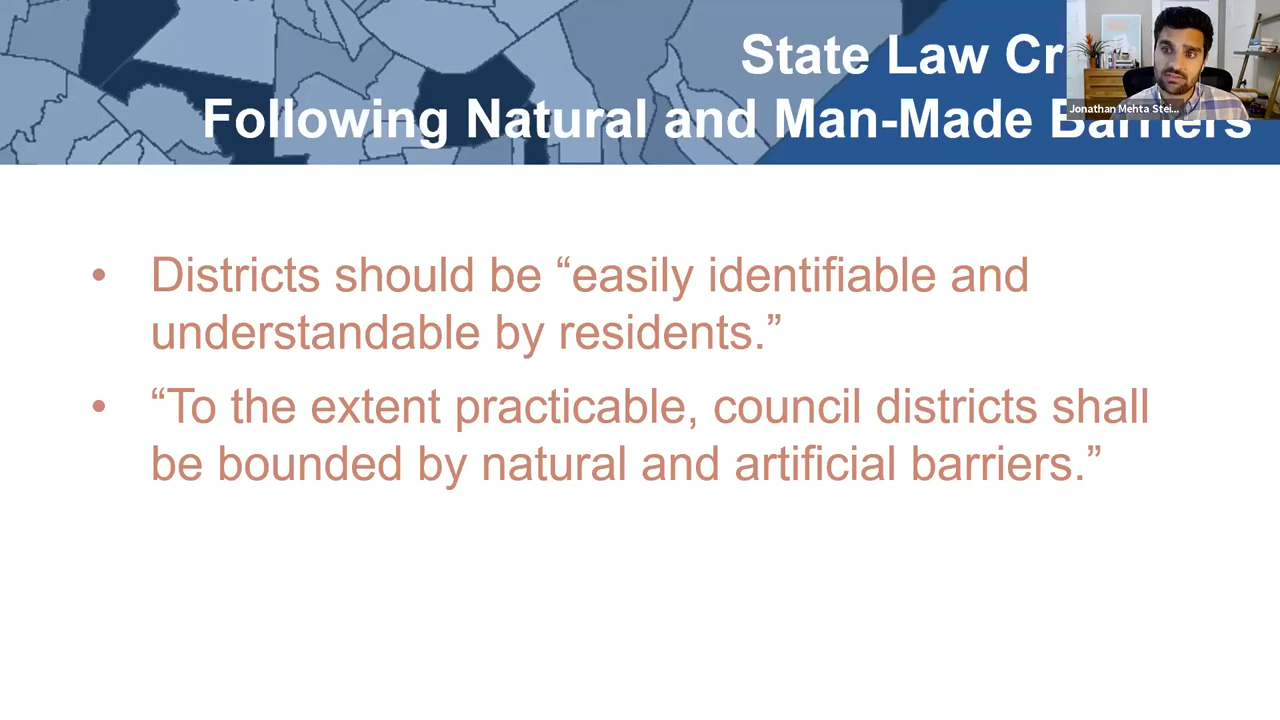 State Law Cr
Following Natural and Man-Made Barriers
Jonathan Mehta Stei...
• Districts should be “easily identifiable and
understandable by residents.”
• “To the extent practicable, council districts shall
be bounded by natural and artificial barriers.”